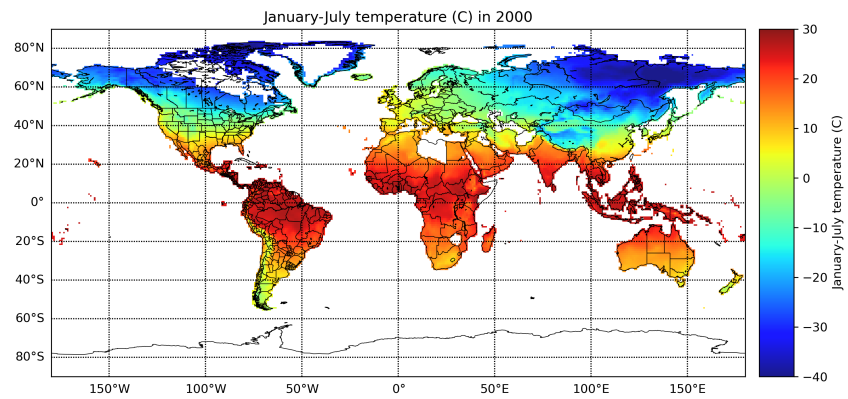 January-July temperature (C) in 2000
80°N
60°N
40°N
20°N
0°
20°S
40°S
60°S
80°S
150°W
100°W
50°W
0°
50°E
100°E
150°E
30
20
10
0
−10
−20
−30
−40
January-July temperature (C)